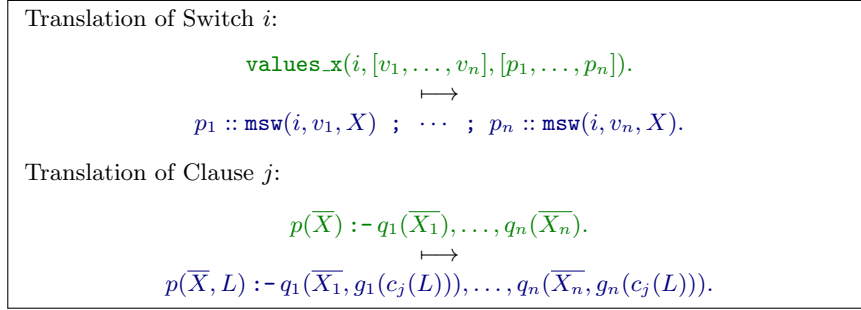 Translation of Switch i:
values_x(i, [v₁, . . . , vₙ], [p₁, . . . , pₙ]).
⟼
p₁ :: msw(i, v₁, X) ; ⋯ ; pₙ :: msw(i, vₙ, X).
Translation of Clause j:
p(X̅) :- q₁(X̅₁), . . . , qₙ(X̅ₙ).
⟼
p(X̅, L) :- q₁(X̅₁, g₁(cⱼ(L))), . . . , qₙ(X̅ₙ, gₙ(cⱼ(L))).